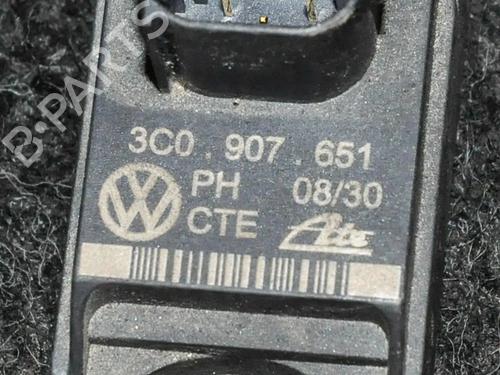 B-PARTS
3C0 . 907 . 651
PH 08/30
CTE Ate